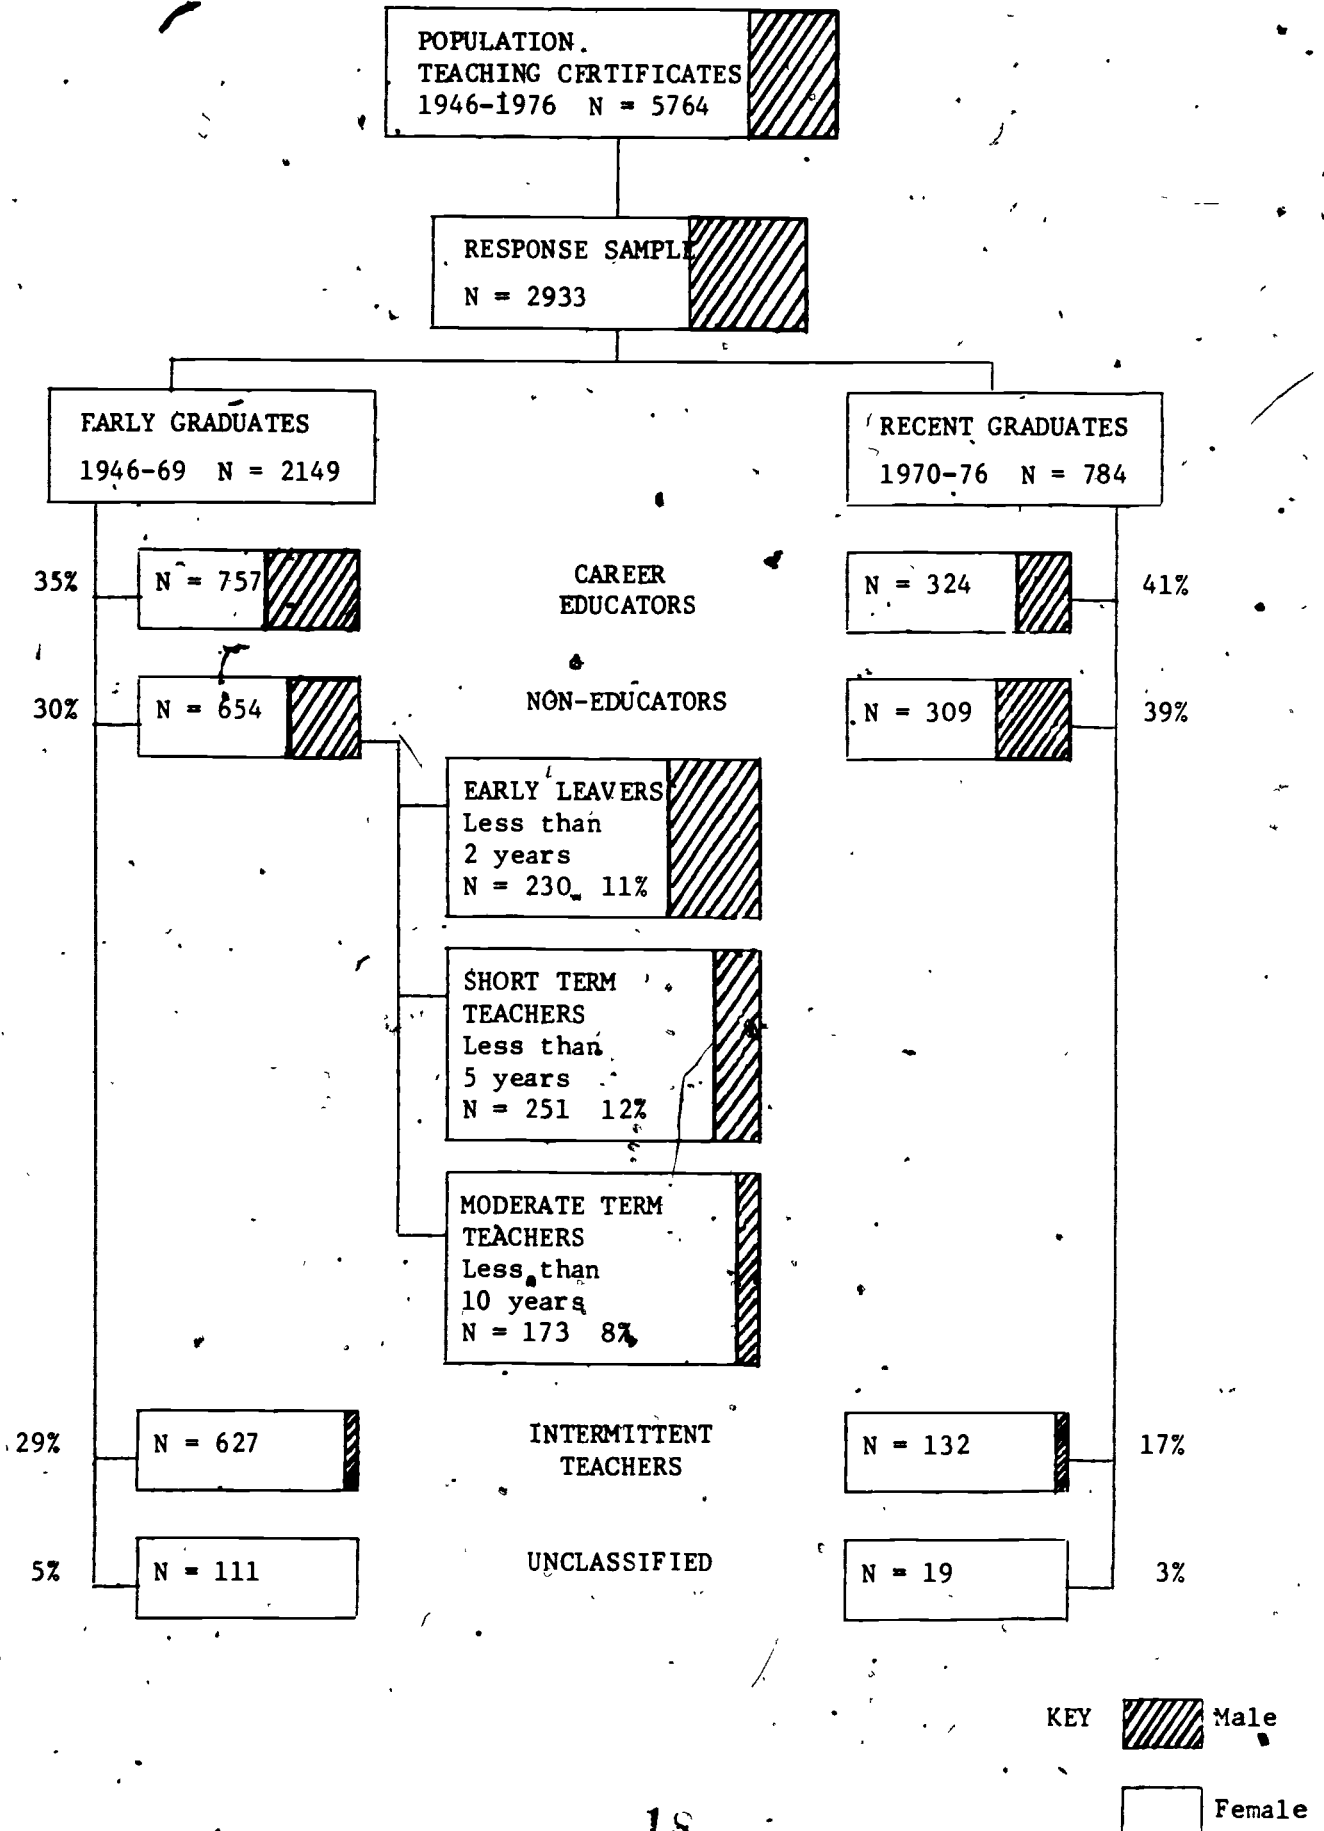 POPULATION
TEACHING CERTIFICATES
1946-1976 N = 5764
RESPONSE SAMPLE
N = 2933
EARLY GRADUATES
1946-69 N = 2149
RECENT GRADUATES
1970-76 N = 784
35%
N = 757
CAREER
EDUCATORS
N = 324
41%
30%
N = 654
NON-EDUCATORS
N = 309
39%
EARLY LEAVERS
Less than
2 years
N = 230 11%
SHORT TERM
TEACHERS
Less than
5 years
N = 251 12%
MODERATE TERM
TEACHERS
Less than
10 years
N = 173 8%
29%
N = 627
INTERMITTENT
TEACHERS
N = 132
17%
5%
N = 111
UNCLASSIFIED
N = 19
3%
KEY
Male
Female
18